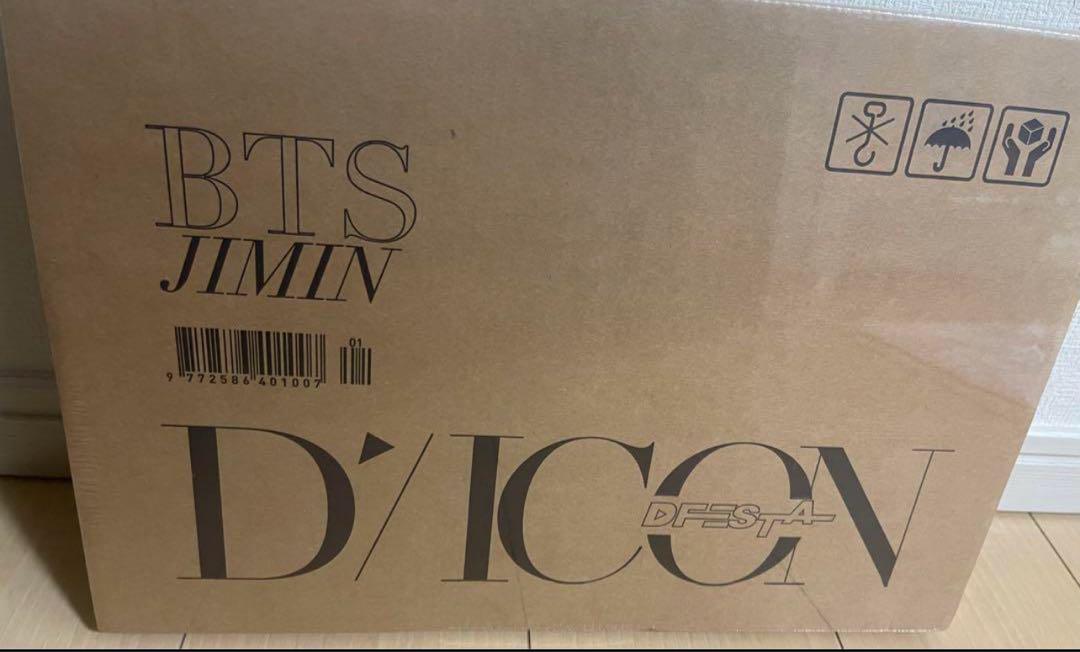 BTS
JIMIN
01
9 772586 401007
D'/ICON
DFESTA